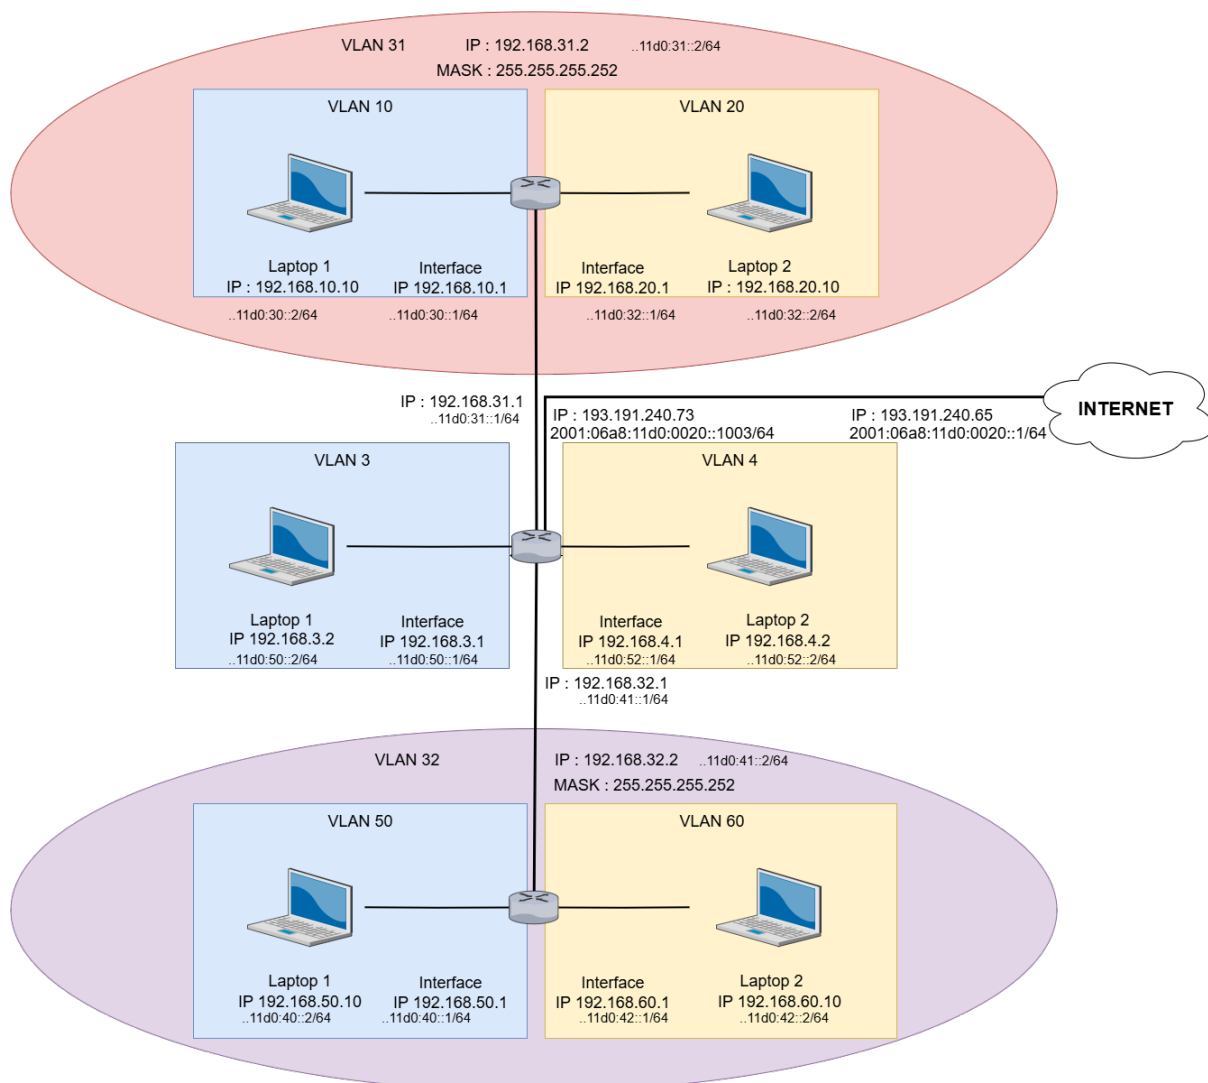 VLAN 31 IP : 192.168.31.2 ..11d0:31::2/64
MASK : 255.255.255.252
VLAN 10
VLAN 20
Laptop 1
IP : 192.168.10.10
Interface
IP 192.168.10.1
Interface
IP 192.168.20.1
Laptop 2
IP : 192.168.20.10
..11d0:30::2/64
..11d0:30::1/64
..11d0:32::1/64
..11d0:32::2/64
IP : 192.168.31.1
..11d0:31::1/64
IP : 193.191.240.73
2001:06a8:11d0:0020::1003/64
IP : 193.191.240.65
2001:06a8:11d0:0020::1/64
INTERNET
VLAN 3
VLAN 4
Laptop 1
IP 192.168.3.2
..11d0:50::2/64
Interface
IP 192.168.3.1
..11d0:50::1/64
Interface
IP 192.168.4.1
..11d0:52::1/64
Laptop 2
IP 192.168.4.2
..11d0:52::2/64
IP : 192.168.32.1
..11d0:41::1/64
VLAN 32
IP : 192.168.32.2 ..11d0:41::2/64
MASK : 255.255.255.252
VLAN 50
VLAN 60
Laptop 1
IP 192.168.50.10
..11d0:40::2/64
Interface
IP 192.168.50.1
..11d0:40::1/64
Interface
IP 192.168.60.1
..11d0:42::1/64
Laptop 2
IP 192.168.60.10
..11d0:42::2/64